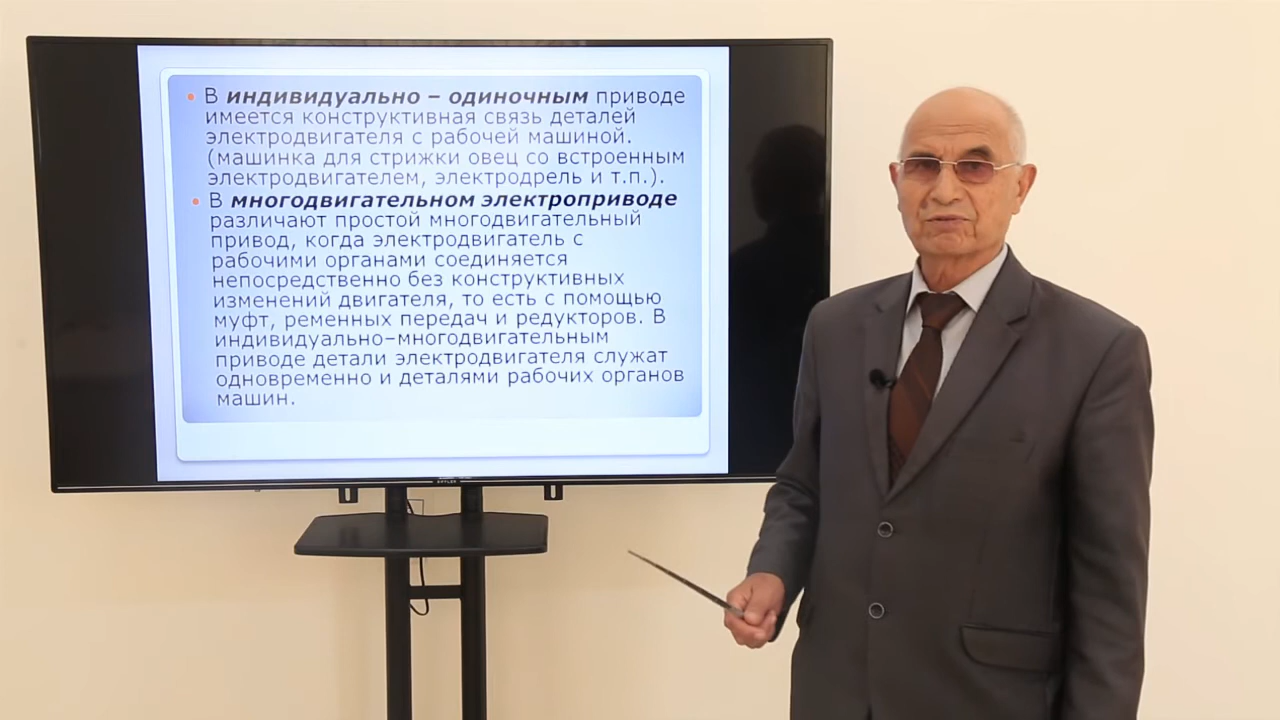 • В индивидуально – одиночным приводе
имеется конструктивная связь деталей
электродвигателя с рабочей машиной.
(машинка для стрижки овец со встроенным
электродвигателем, электродрель и т.п.).
• В многодвигательном электроприводе
различают простой многодвигательный
привод, когда электродвигатель с
рабочими органами соединяется
непосредственно без конструктивных
изменений двигателя, то есть с помощью
муфт, ременных передач и редукторов. В
индивидуально–многодвигательным
приводе детали электродвигателя служат
одновременно и деталями рабочих органов
машин.